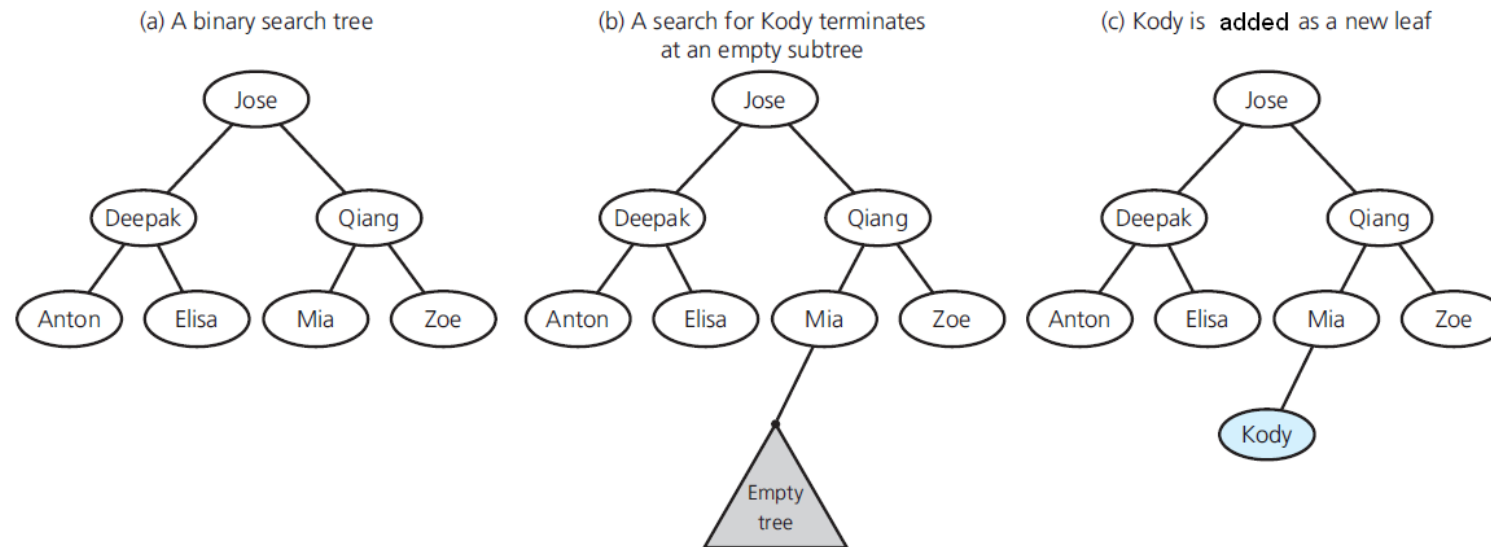 (a) A binary search tree
Jose
Deepak
Qiang
Anton
Elisa
Mia
Zoe
(b) A search for Kody terminates
at an empty subtree
Jose
Deepak
Qiang
Anton
Elisa
Mia
Zoe
Empty
tree
(c) Kody is added as a new leaf
Jose
Deepak
Qiang
Anton
Elisa
Mia
Zoe
Kody